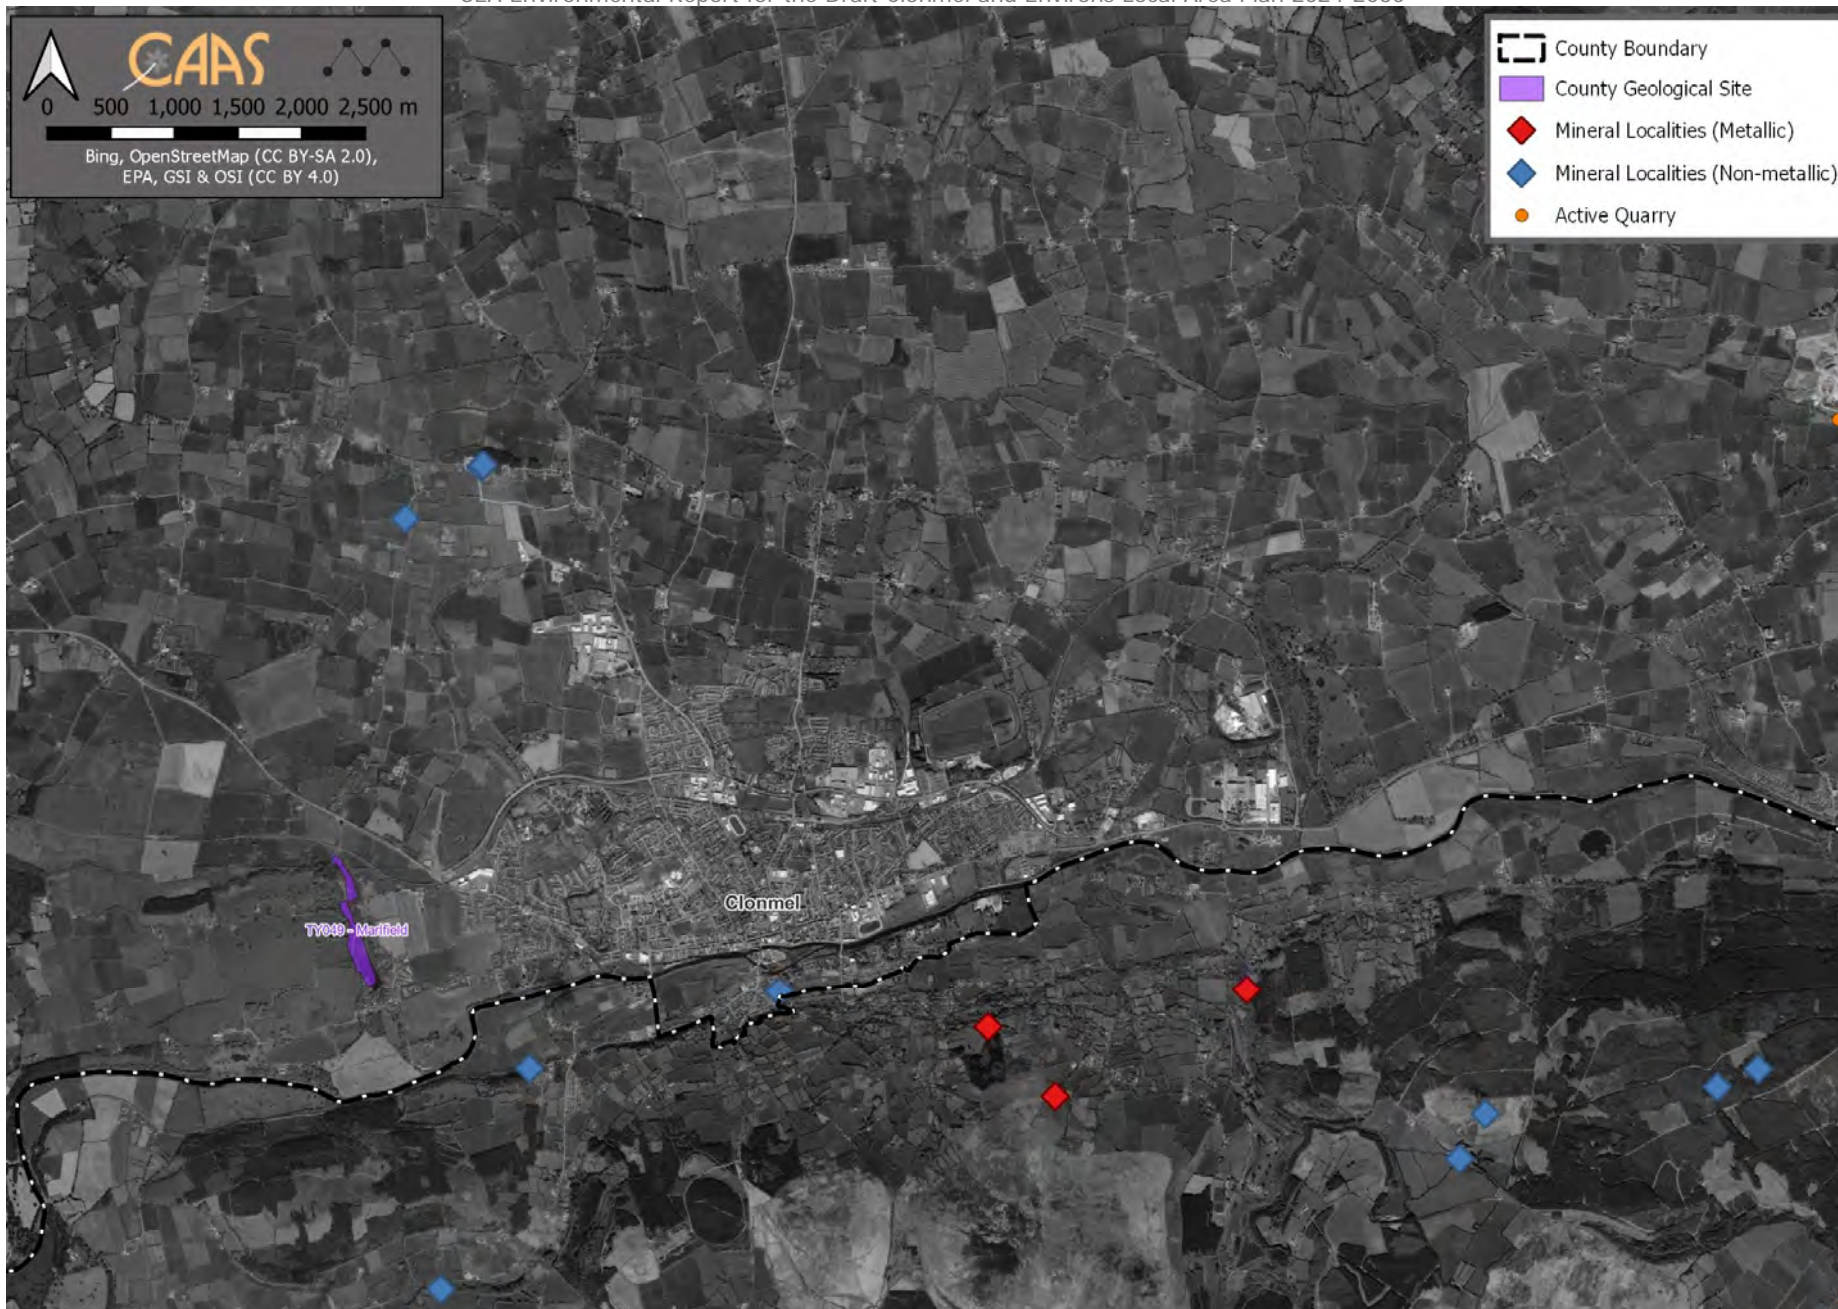 CAAS
0 500 1,000 1,500 2,000 2,500 m
Bing, OpenStreetMap (CC BY-SA 2.0),
EPA, GSI & OSI (CC BY 4.0)
County Boundary
County Geological Site
Mineral Localities (Metallic)
Mineral Localities (Non-metallic)
Active Quarry
Clonmel
TY049 - Marlfield